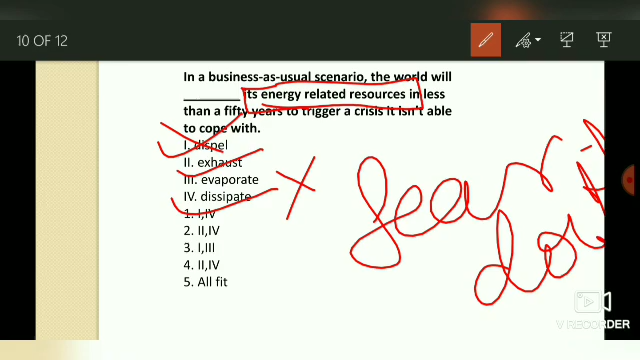 10 OF 12
In a business-as-usual scenario, the world will
________ its energy related resources in less
than a fifty years to trigger a crisis it isn't able
to cope with.
I. dispel
II. exhaust
III. evaporate
IV. dissipate
1. I,IV
2. II,IV
3. I,III
4. II,IV
5. All fit
fear
V RECORDER